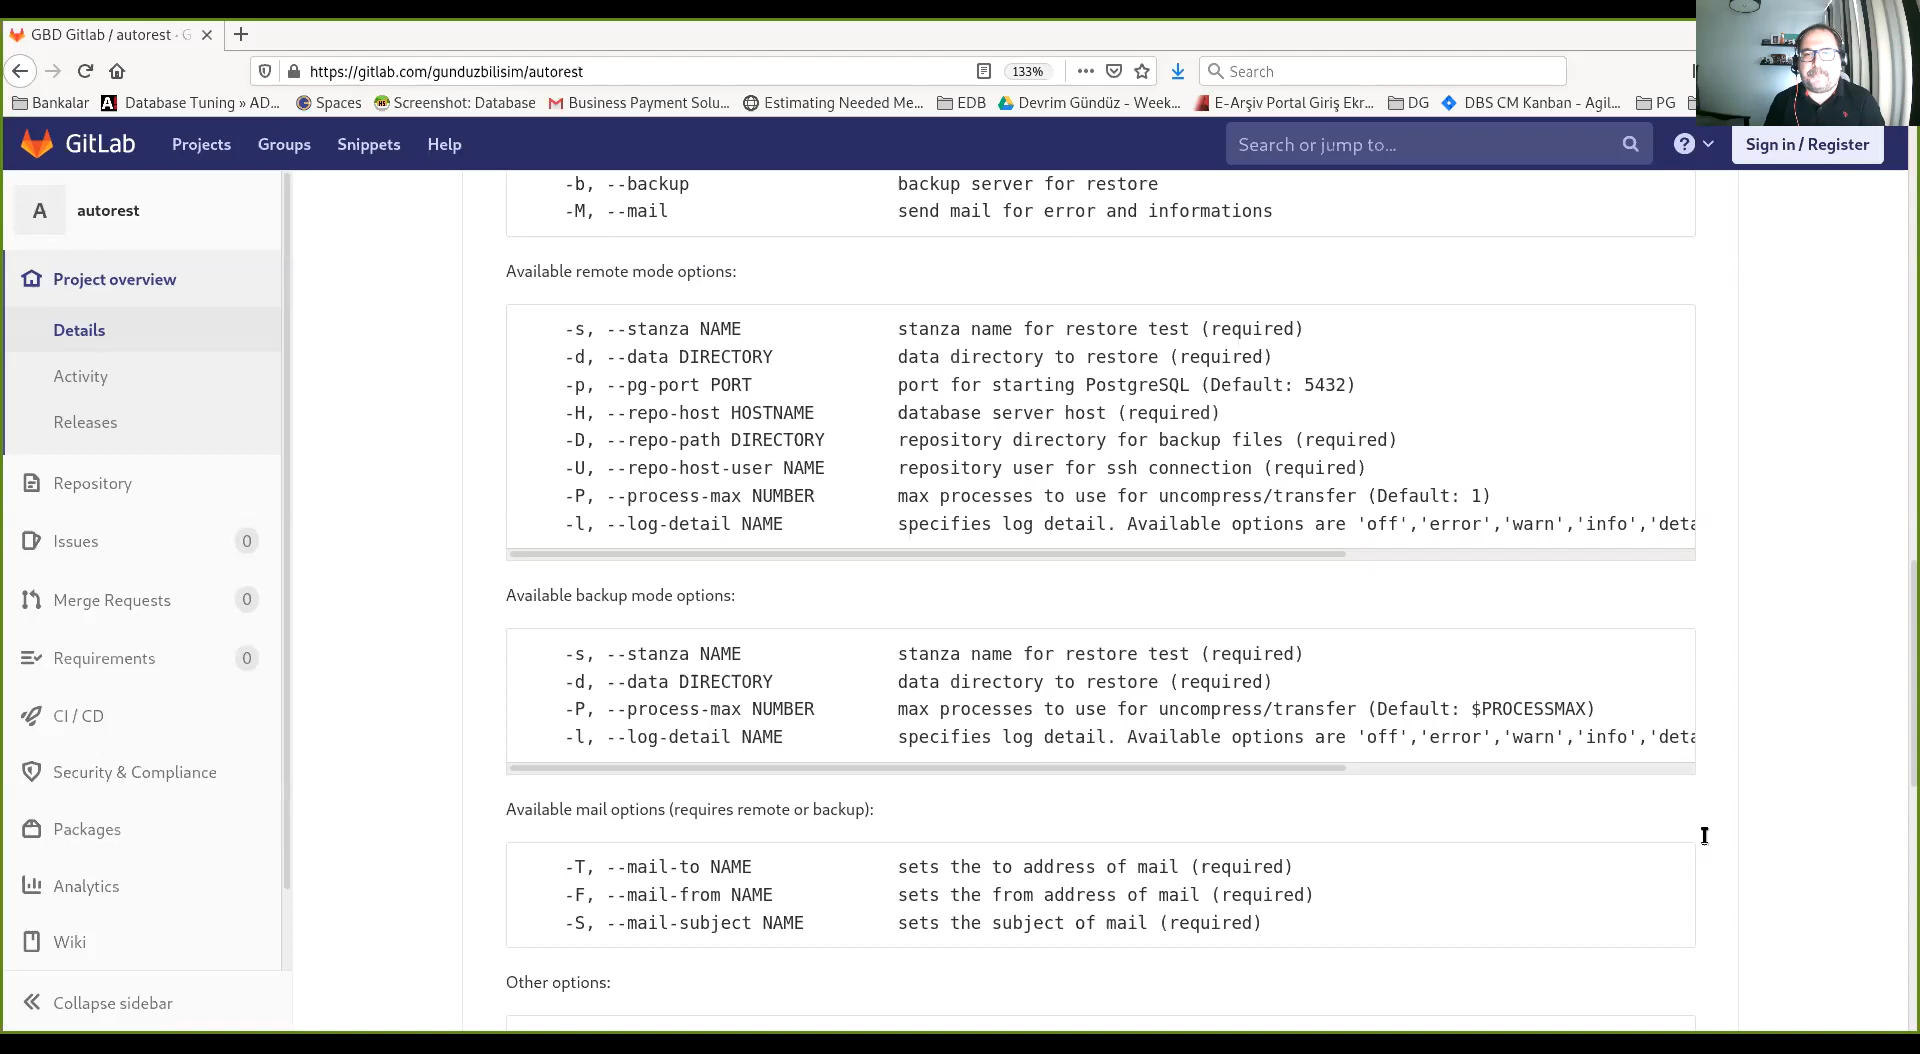 GBD Gitlab / autorest · G
https://gitlab.com/gunduzbilisim/autorest
133%
Search
Bankalar
Database Tuning » AD...
Spaces
Screenshot: Database
Business Payment Solu...
Estimating Needed Me...
EDB
Devrim Gündüz - Week...
E-Arşiv Portal Giriş Ekr...
DG
DBS CM Kanban - Agil...
PG
GitLab
Projects
Groups
Snippets
Help
Search or jump to...
Sign in / Register
A
autorest
Project overview
Details
Activity
Releases
Repository
Issues 0
Merge Requests 0
Requirements 0
CI / CD
Security & Compliance
Packages
Analytics
Wiki
Collapse sidebar
-b, --backup backup server for restore
-M, --mail send mail for error and informations
Available remote mode options:
-s, --stanza NAME stanza name for restore test (required)
-d, --data DIRECTORY data directory to restore (required)
-p, --pg-port PORT port for starting PostgreSQL (Default: 5432)
-H, --repo-host HOSTNAME database server host (required)
-D, --repo-path DIRECTORY repository directory for backup files (required)
-U, --repo-host-user NAME repository user for ssh connection (required)
-P, --process-max NUMBER max processes to use for uncompress/transfer (Default: 1)
-l, --log-detail NAME specifies log detail. Available options are 'off','error','warn','info','deta
Available backup mode options:
-s, --stanza NAME stanza name for restore test (required)
-d, --data DIRECTORY data directory to restore (required)
-P, --process-max NUMBER max processes to use for uncompress/transfer (Default: $PROCESSMAX)
-l, --log-detail NAME specifies log detail. Available options are 'off','error','warn','info','deta
Available mail options (requires remote or backup):
-T, --mail-to NAME sets the to address of mail (required)
-F, --mail-from NAME sets the from address of mail (required)
-S, --mail-subject NAME sets the subject of mail (required)
Other options: